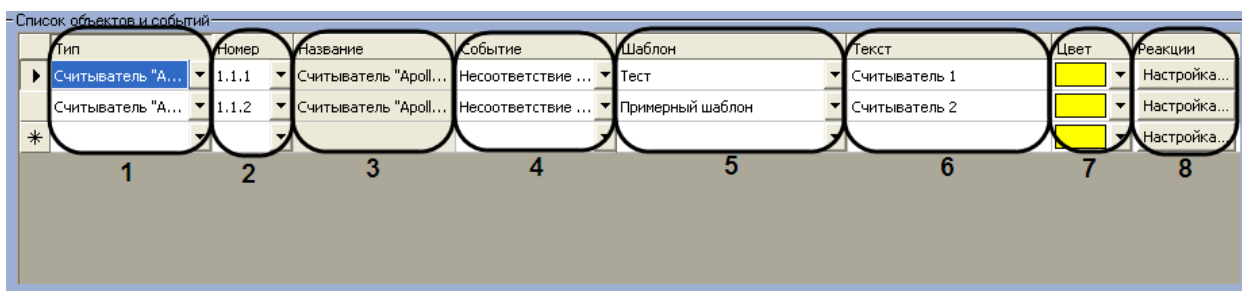 Список объектов и событий
Тип Номер Название Событие Шаблон Текст Цвет Реакции
Считыватель "А... 1.1.1 Считыватель "Apoll... Несоответствие ... Тест Считыватель 1 Настройка...
Считыватель "А... 1.1.2 Считыватель "Apoll... Несоответствие ... Примерный шаблон Считыватель 2 Настройка...
Настройка...
1 2 3 4 5 6 7 8